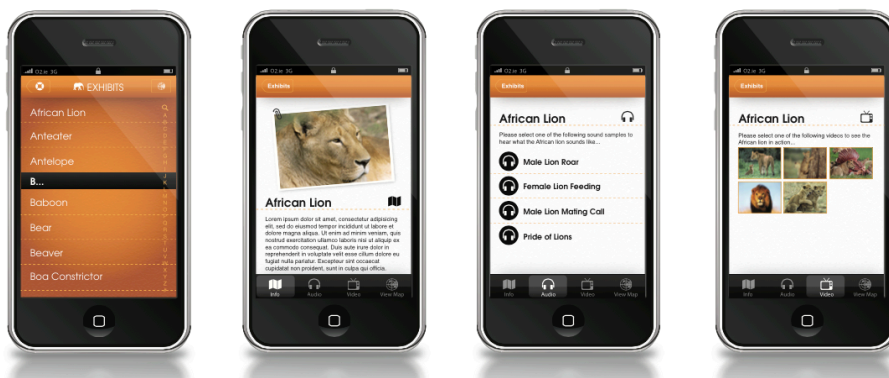 O2.ie 3G
EXHIBITS
African Lion
Anteater
Antelope
B...
Baboon
Bear
Beaver
Boa Constrictor
O2.ie 3G
Exhibits
African Lion
Lorem ipsum dolor sit amet, consectetur adipisicing
elit, sed do eiusmod tempor incididunt ut labore et
dolore magna aliqua. Ut enim ad minim veniam, quis
nostrud exercitation ullamco laboris nisi ut aliquip ex
ea commodo consequat. Duis aute irure dolor in
reprehenderit in voluptate velit esse cillum dolore eu
fugiat nulla pariatur. Excepteur sint occaecat
cupidatat non proident, sunt in culpa qui officia.
Info
Audio
Video
View Map
O2.ie 3G
Exhibits
African Lion
Please select one of the following sound samples to
hear what the African lion sounds like...
Male Lion Roar
Female Lion Feeding
Male Lion Mating Call
Pride of Lions
Info
Audio
Video
View Map
O2.ie 3G
Exhibits
African Lion
Please select one of the following videos to see the
African lion in action...
Info
Audio
Video
View Map